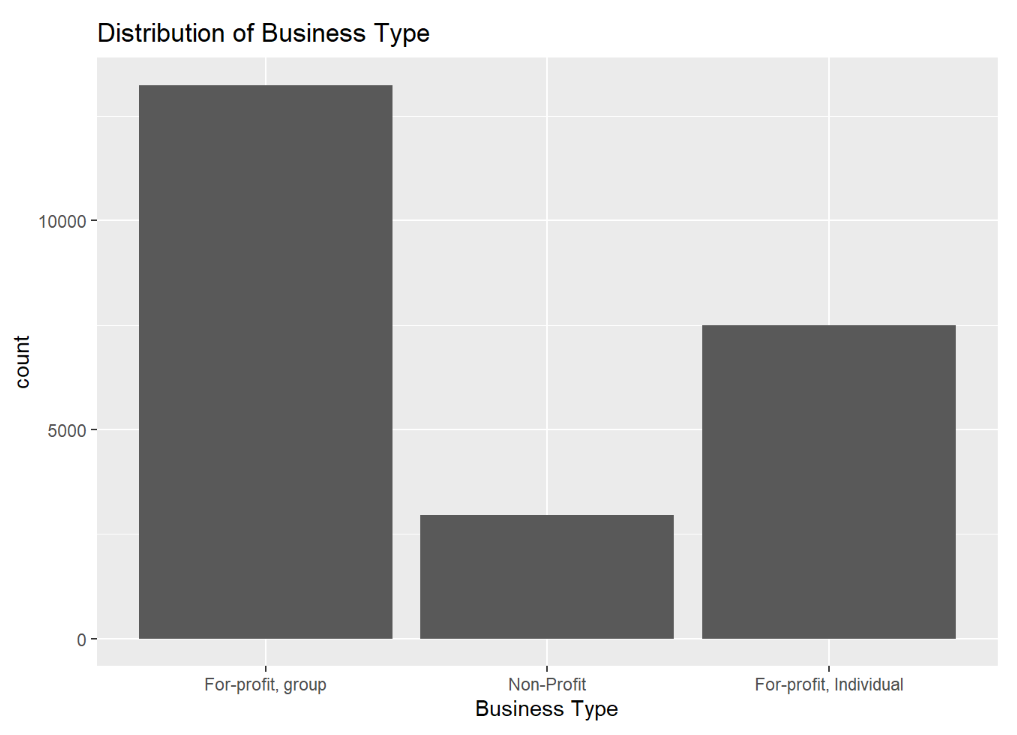 Distribution of Business Type
count
10000
5000
0
For-profit, group
Non-Profit
For-profit, Individual
Business Type